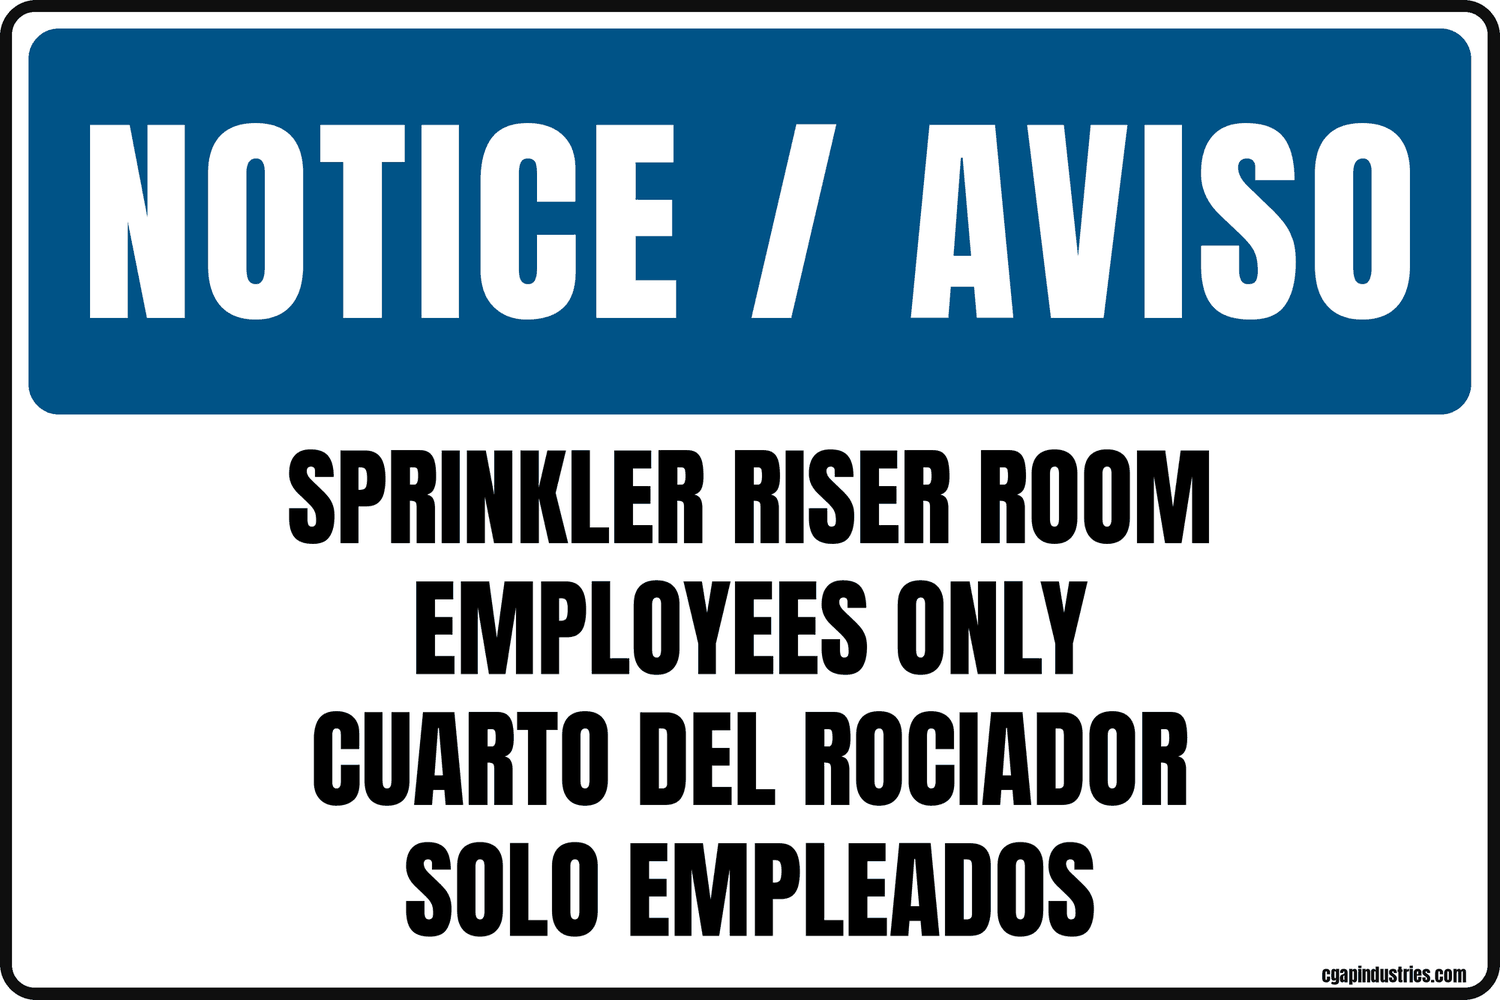 NOTICE / AVISO
SPRINKLER RISER ROOM
EMPLOYEES ONLY
CUARTO DEL ROCIADOR
SOLO EMPLEADOS
cgapindustries.com